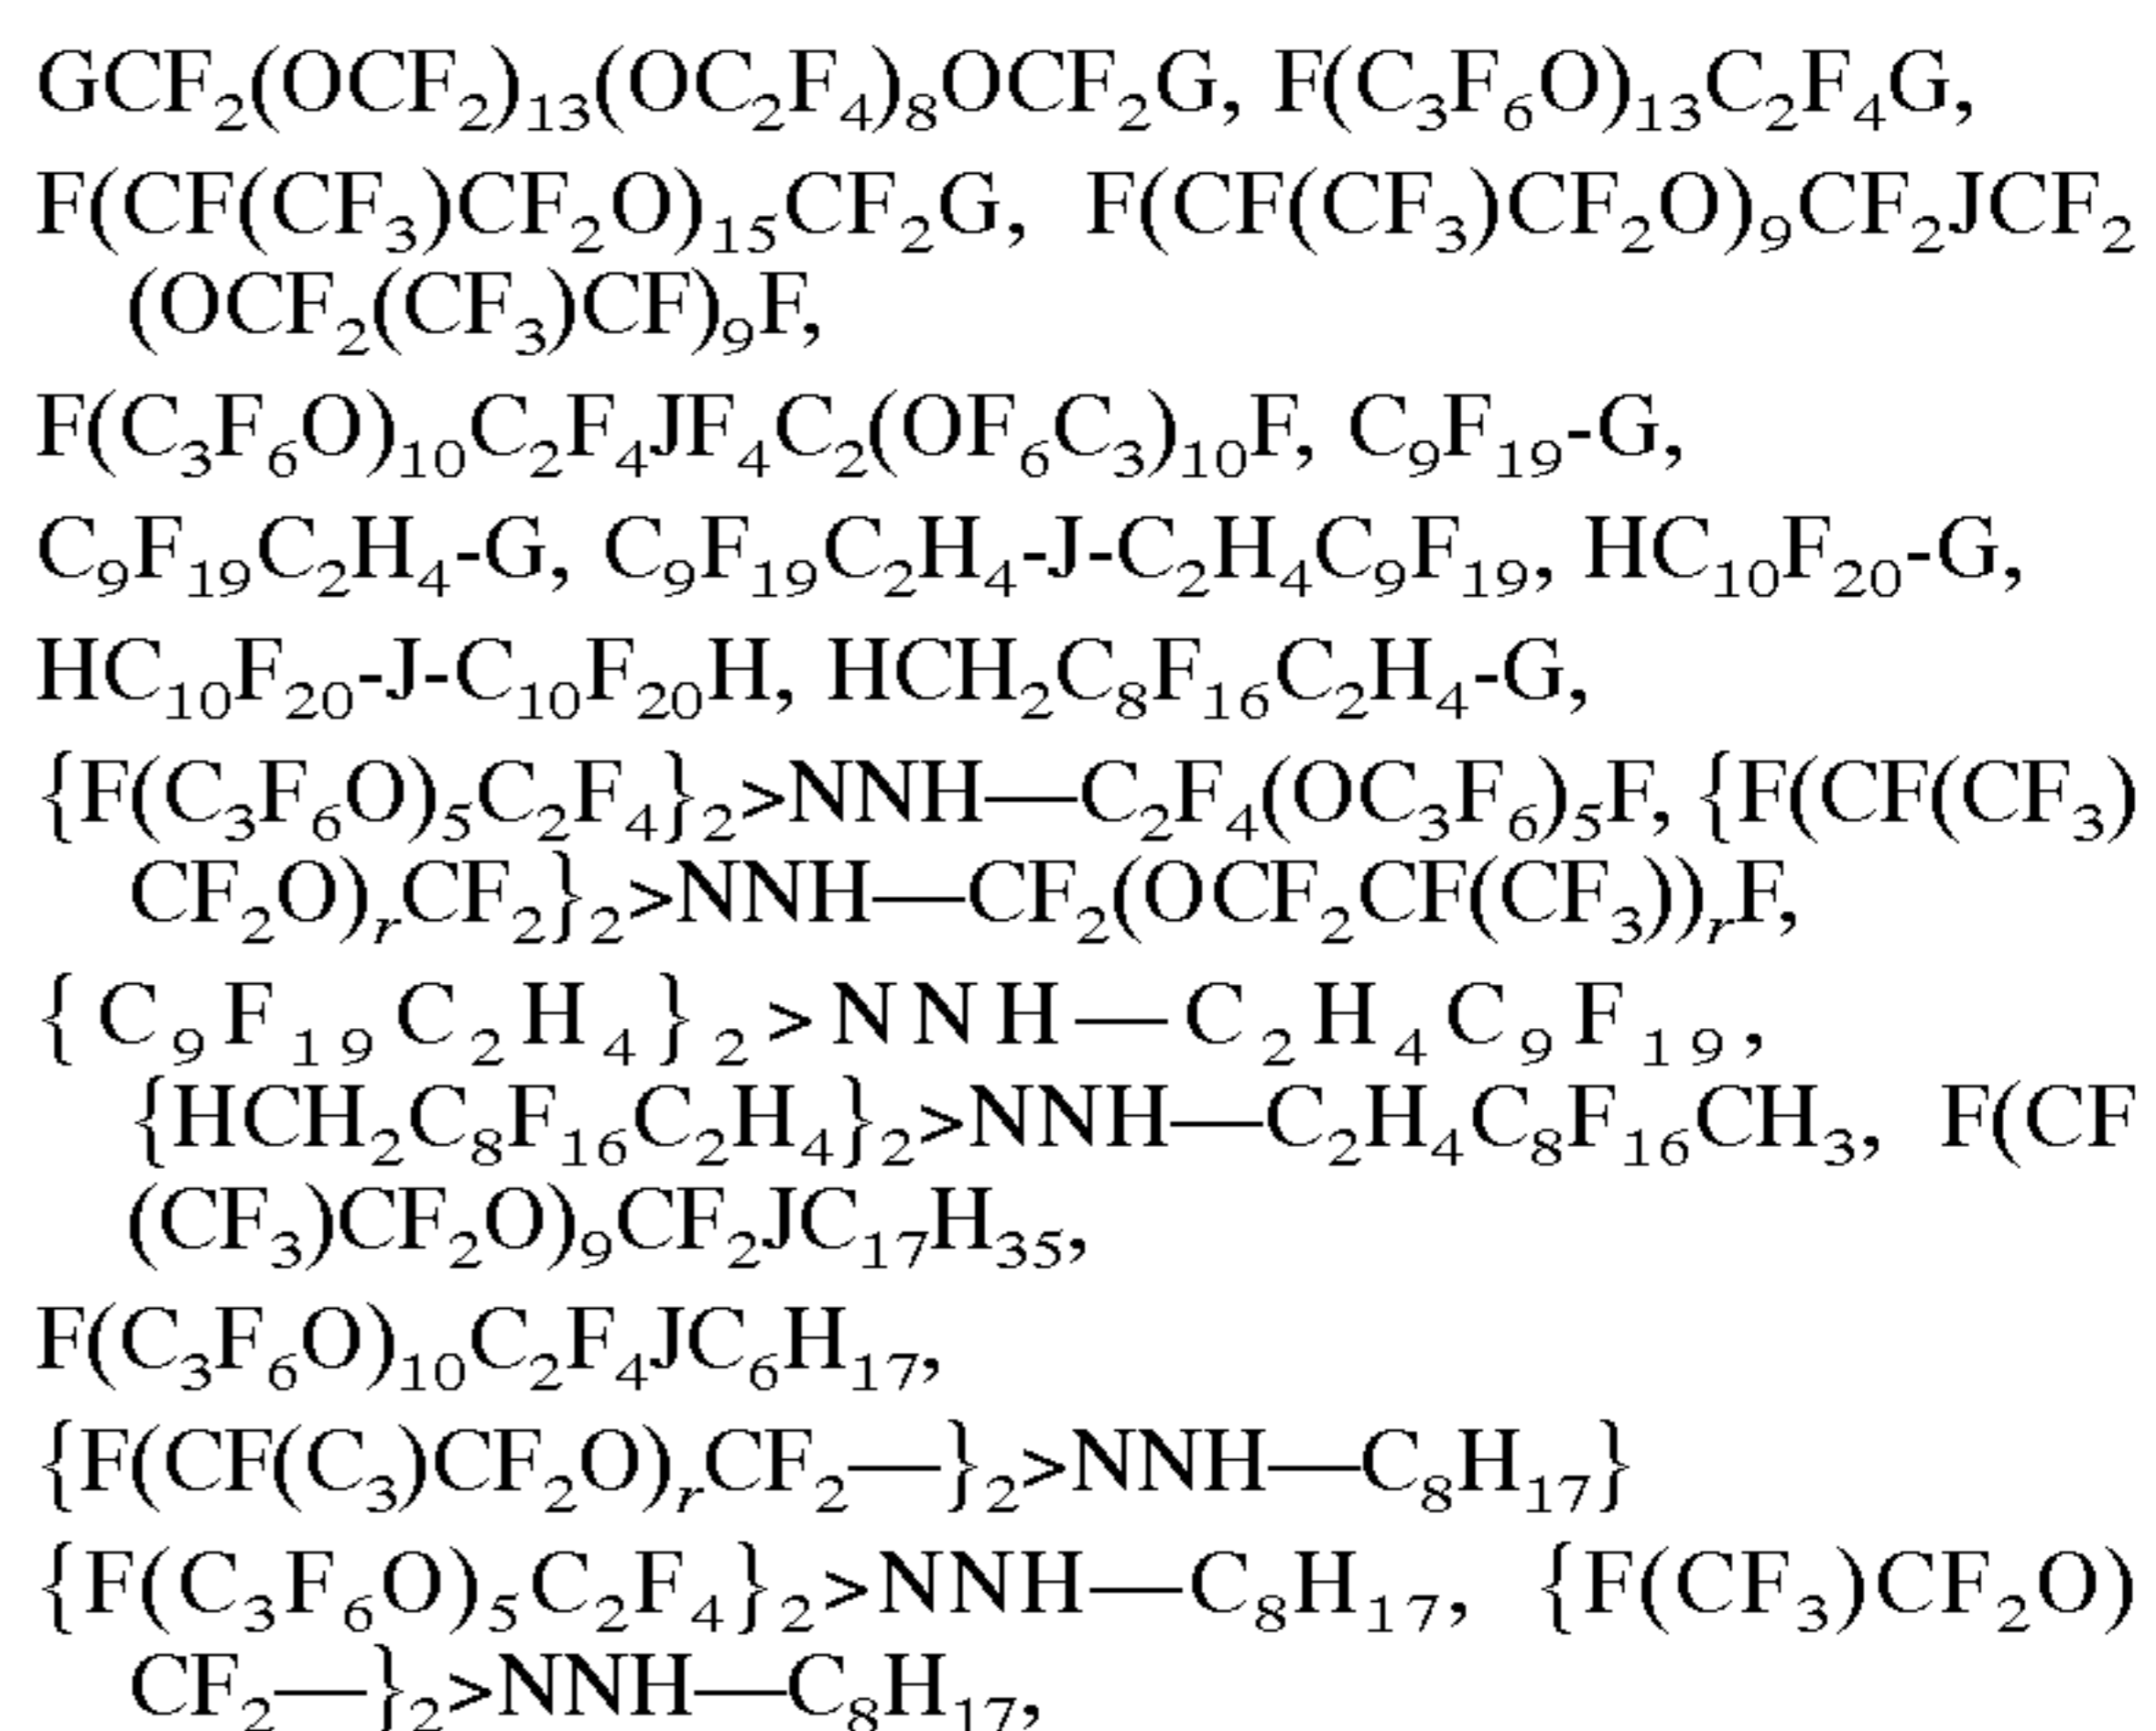 GCF₂(OCF₂)₁₃(OC₂F₄)₈OCF₂G, F(C₃F₆O)₁₃C₂F₄G,
F(CF(CF₃)CF₂O)₁₅CF₂G, F(CF(CF₃)CF₂O)₉CF₂JCF₂
(OCF₂(CF₃)CF)₉F,
F(C₃F₆O)₁₀C₂F₄JF₄C₂(OF₆C₃)₁₀F, C₉F₁₉-G,
C₉F₁₉C₂H₄-G, C₉F₁₉C₂H₄-J-C₂H₄C₉F₁₉, HC₁₀F₂₀-G,
HC₁₀F₂₀-J-C₁₀F₂₀H, HCH₂C₈F₁₆C₂H₄-G,
{F(C₃F₆O)₅C₂F₄}₂>NNH—C₂F₄(OC₃F₆)₅F, {F(CF(CF₃)
CF₂O)ᵣCF₂}₂>NNH—CF₂(OCF₂CF(CF₃))ᵣF,
{C₉F₁₉C₂H₄}₂>NNH—C₂H₄C₉F₁₉,
{HCH₂C₈F₁₆C₂H₄}₂>NNH—C₂H₄C₈F₁₆CH₃, F(CF
(CF₃)CF₂O)₉CF₂JC₁₇H₃₅,
F(C₃F₆O)₁₀C₂F₄JC₆H₁₇,
{F(CF(C₃)CF₂O)ᵣCF₂—}₂>NNH—C₈H₁₇}
{F(C₃F₆O)₅C₂F₄}₂>NNH—C₈H₁₇, {F(CF₃)CF₂O)
CF₂—}₂>NNH—C₈H₁₇,